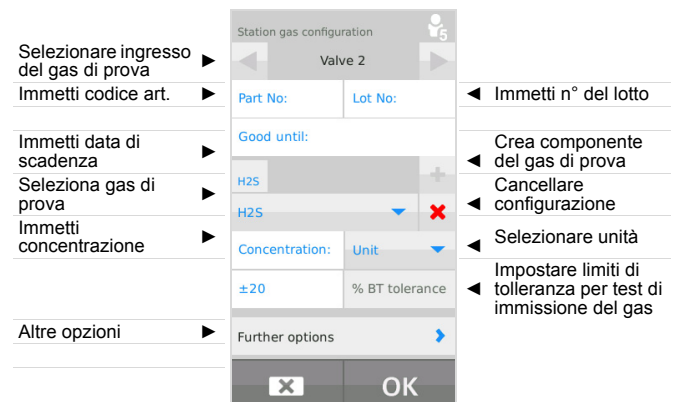 Station gas configuration
5
Selezionare ingresso
del gas di prova
Valve 2
Immetti codice art.
Part No:
Lot No:
Immetti n° del lotto
Good until:
Immetti data di
scadenza
Crea componente
del gas di prova
H2S
Seleziona gas di
prova
H2S
Cancellare
configurazione
Immetti
concentrazione
Concentration:
Unit
Selezionare unità
±20
% BT tolerance
Impostare limiti di
tolleranza per test di
immissione del gas
Altre opzioni
Further options
OK